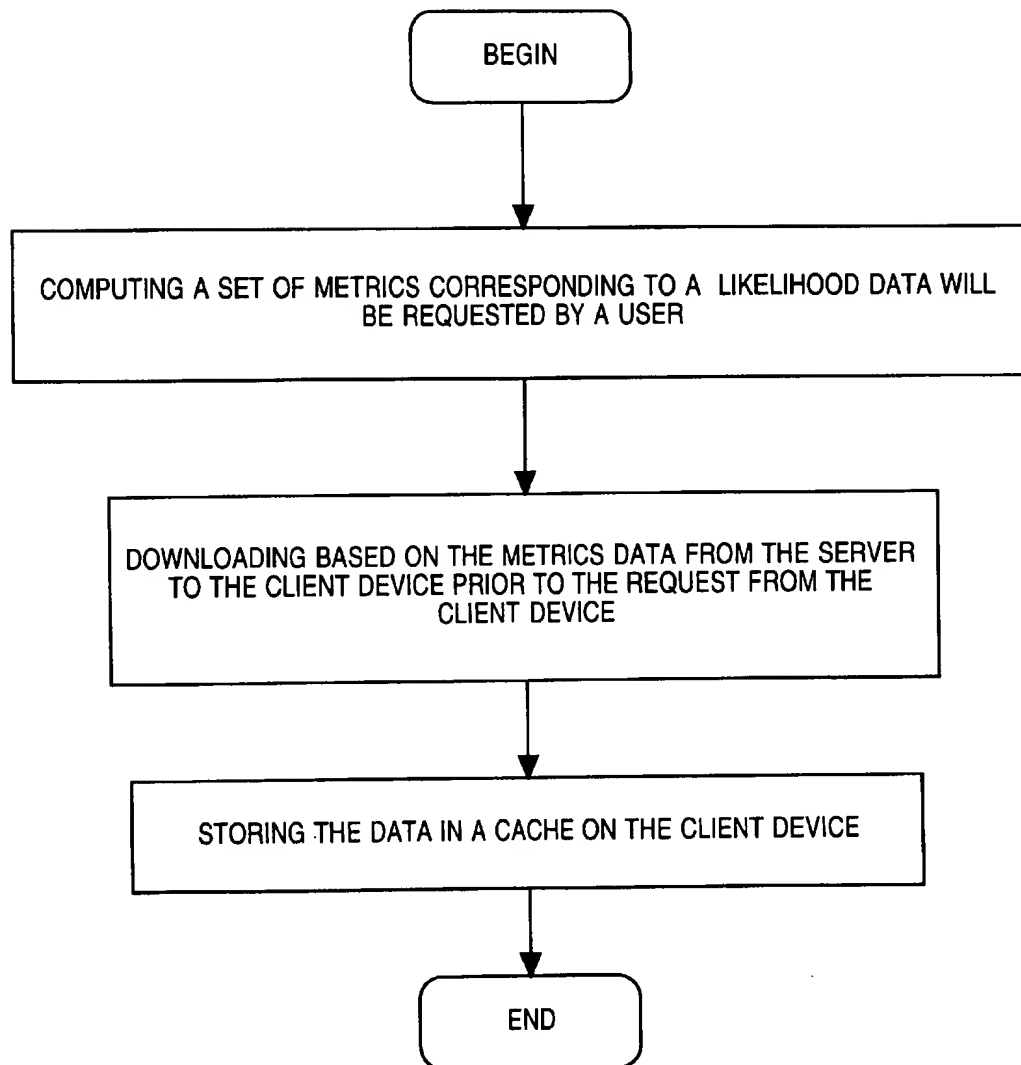 BEGIN
COMPUTING A SET OF METRICS CORRESPONDING TO A LIKELIHOOD DATA WILL
BE REQUESTED BY A USER
DOWNLOADING BASED ON THE METRICS DATA FROM THE SERVER
TO THE CLIENT DEVICE PRIOR TO THE REQUEST FROM THE
CLIENT DEVICE
STORING THE DATA IN A CACHE ON THE CLIENT DEVICE
END